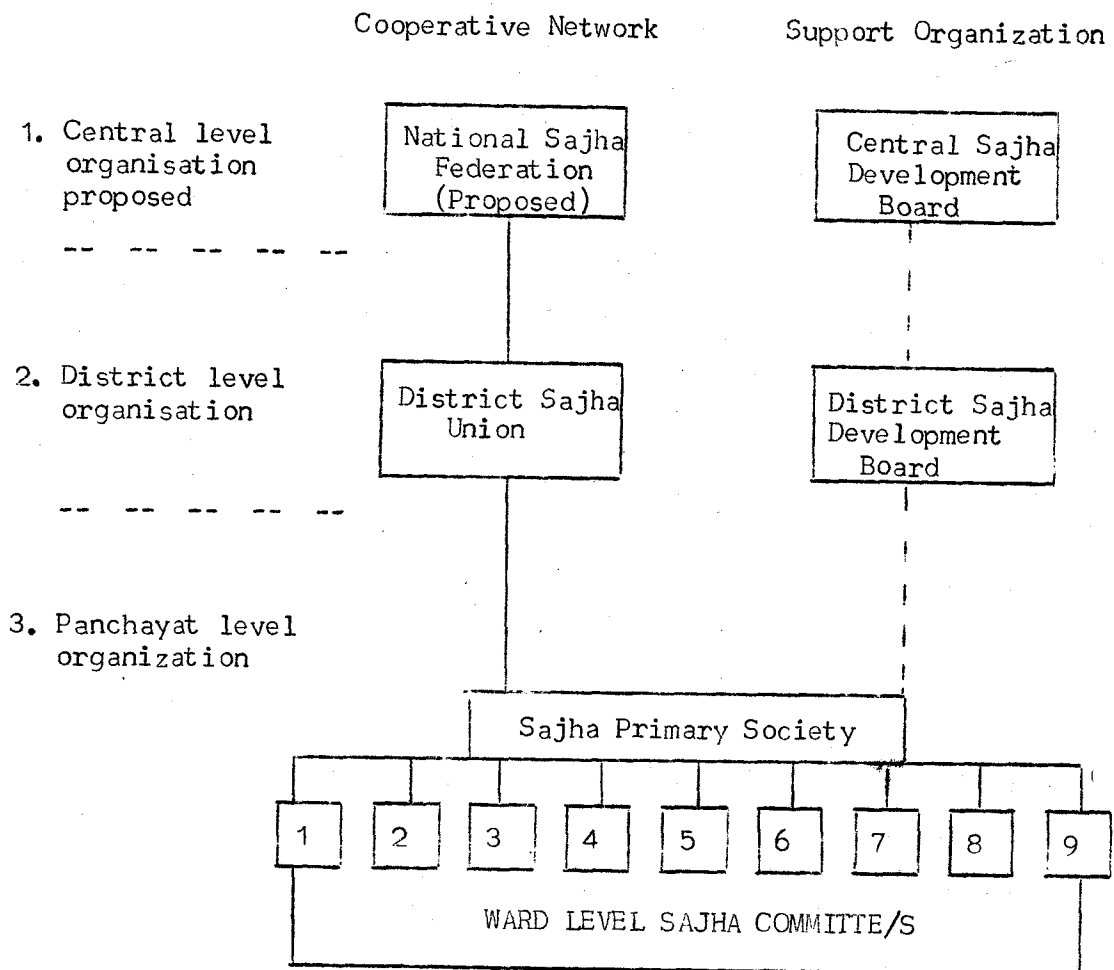 Cooperative Network
Support Organization
1. Central level
organisation
proposed
National Sajha
Federation
(Proposed)
Central Sajha
Development
Board
2. District level
organisation
District Sajha
Union
District Sajha
Development
Board
3. Panchayat level
organization
Sajha Primary Society
1 2 3 4 5 6 7 8 9
WARD LEVEL SAJHA COMMITTE/S